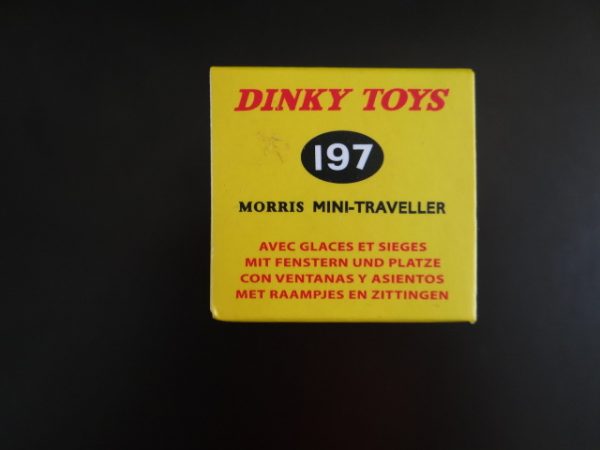 DINKY TOYS
197
MORRIS MINI-TRAVELLER
AVEC GLACES ET SIEGES
MIT FENSTERN UND PLATZE
CON VENTANAS Y ASIENTOS
MET RAAMPJES EN ZITTINGEN